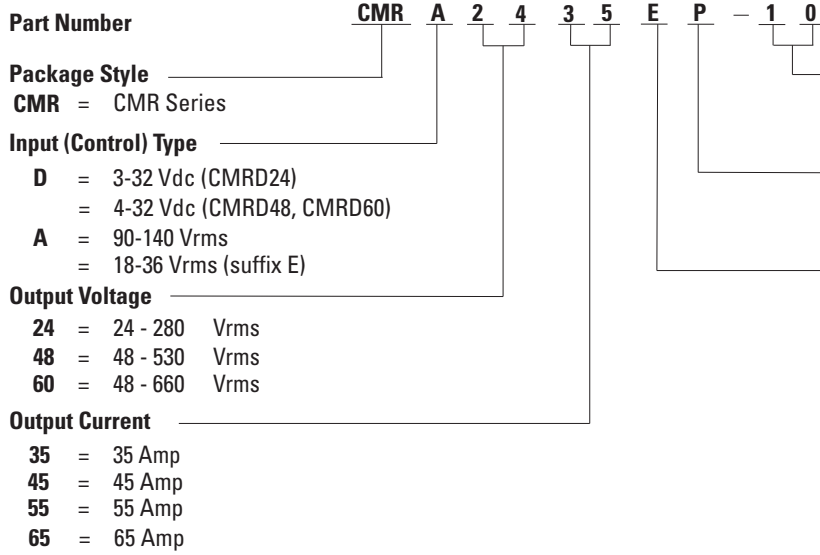 Part Number CMR A 2 4 3 5 E P – 1 0
Package Style
CMR = CMR Series
Input (Control) Type
D = 3-32 Vdc (CMRD24)
= 4-32 Vdc (CMRD48, CMRD60)
A = 90-140 Vrms
= 18-36 Vrms (suffix E)
Output Voltage
24 = 24 - 280 Vrms
48 = 48 - 530 Vrms
60 = 48 - 660 Vrms
Output Current
35 = 35 Amp
45 = 45 Amp
55 = 55 Amp
65 = 65 Amp